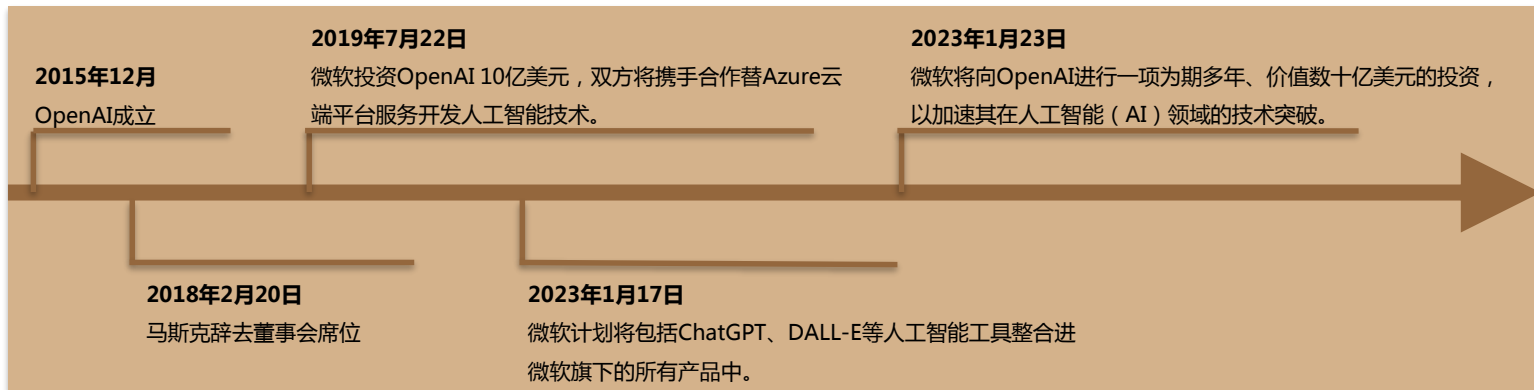 2015年12月
OpenAI成立
2019年7月22日
微软投资OpenAI 10亿美元，双方将携手合作替Azure云
端平台服务开发人工智能技术。
2023年1月23日
微软将向OpenAI进行一项为期多年、价值数十亿美元的投资，
以加速其在人工智能（AI）领域的技术突破。
2018年2月20日
马斯克辞去董事会席位
2023年1月17日
微软计划将包括ChatGPT、DALL-E等人工智能工具整合进
微软旗下的所有产品中。